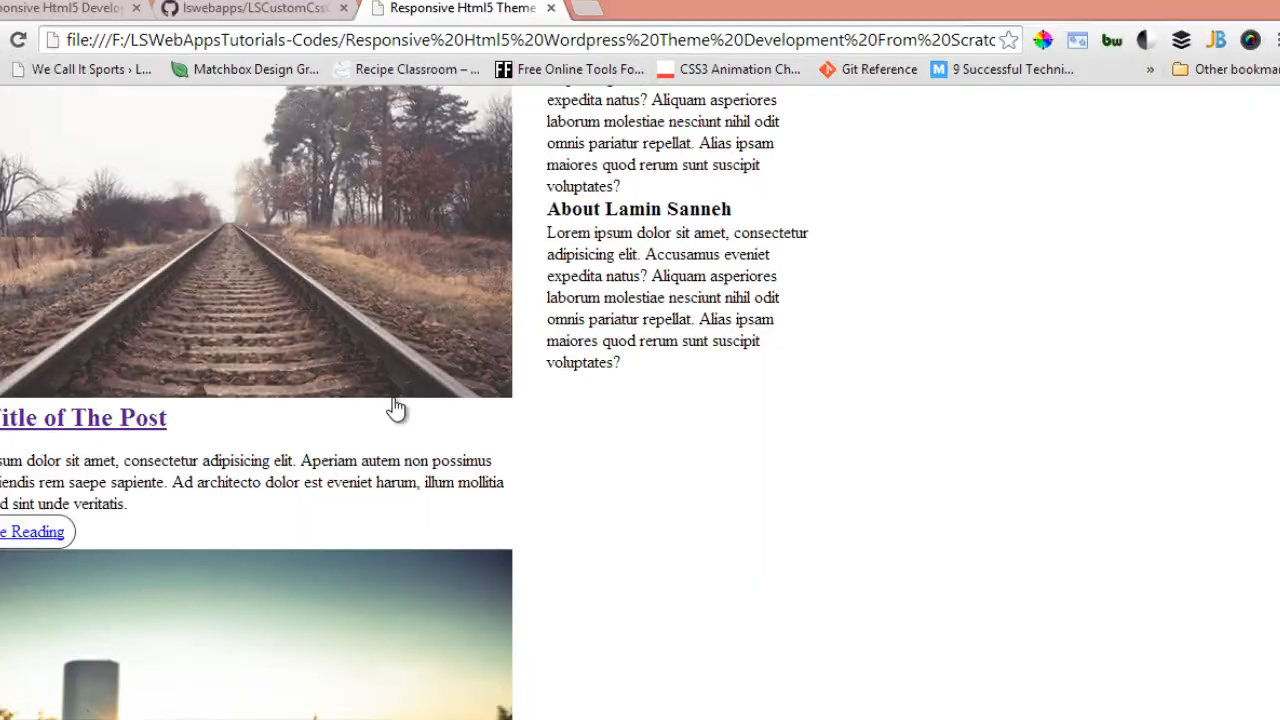 ponsive Html5 Develop
lswebapps/LSCustomCss
Responsive Html5 Theme
file:///F:/LSWebAppsTutorials-Codes/Responsive%20Html5%20Wordpress%20Theme%20Development%20From%20Scratc
bw
JB
We Call It Sports › L...
Matchbox Design Gr...
Recipe Classroom – ...
FF
Free Online Tools Fo...
CSS3 Animation Ch...
Git Reference
M
9 Successful Techni...
»
Other bookma
expedita natus? Aliquam asperiores
laborum molestiae nesciunt nihil odit
omnis pariatur repellat. Alias ipsam
maiores quod rerum sunt suscipit
voluptates?
About Lamin Sanneh
Lorem ipsum dolor sit amet, consectetur
adipisicing elit. Accusamus eveniet
expedita natus? Aliquam asperiores
laborum molestiae nesciunt nihil odit
omnis pariatur repellat. Alias ipsam
maiores quod rerum sunt suscipit
voluptates?
itle of The Post
sum dolor sit amet, consectetur adipisicing elit. Aperiam autem non possimus
iendis rem saepe sapiente. Ad architecto dolor est eveniet harum, illum mollitia
d sint unde veritatis.
e Reading